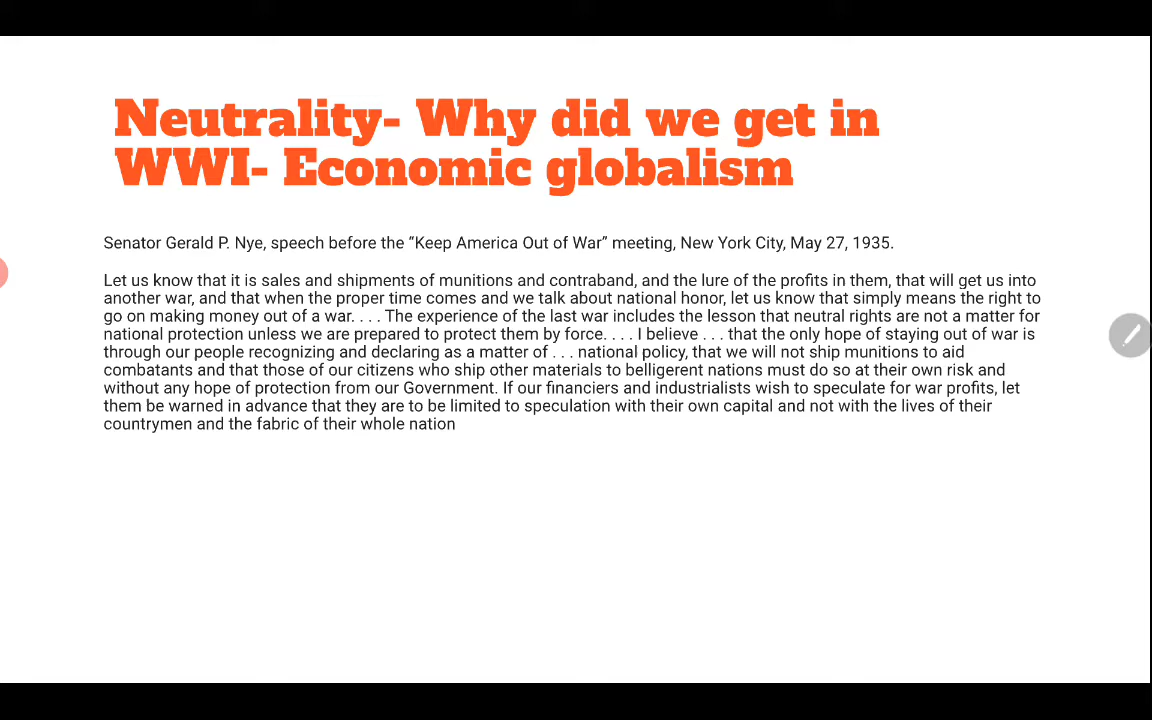 Neutrality- Why did we get in
WWI- Economic globalism
Senator Gerald P. Nye, speech before the “Keep America Out of War” meeting, New York City, May 27, 1935.
Let us know that it is sales and shipments of munitions and contraband, and the lure of the profits in them, that will get us into
another war, and that when the proper time comes and we talk about national honor, let us know that simply means the right to
go on making money out of a war. . . . The experience of the last war includes the lesson that neutral rights are not a matter for
national protection unless we are prepared to protect them by force. . . . I believe . . . that the only hope of staying out of war is
through our people recognizing and declaring as a matter of . . . national policy, that we will not ship munitions to aid
combatants and that those of our citizens who ship other materials to belligerent nations must do so at their own risk and
without any hope of protection from our Government. If our financiers and industrialists wish to speculate for war profits, let
them be warned in advance that they are to be limited to speculation with their own capital and not with the lives of their
countrymen and the fabric of their whole nation